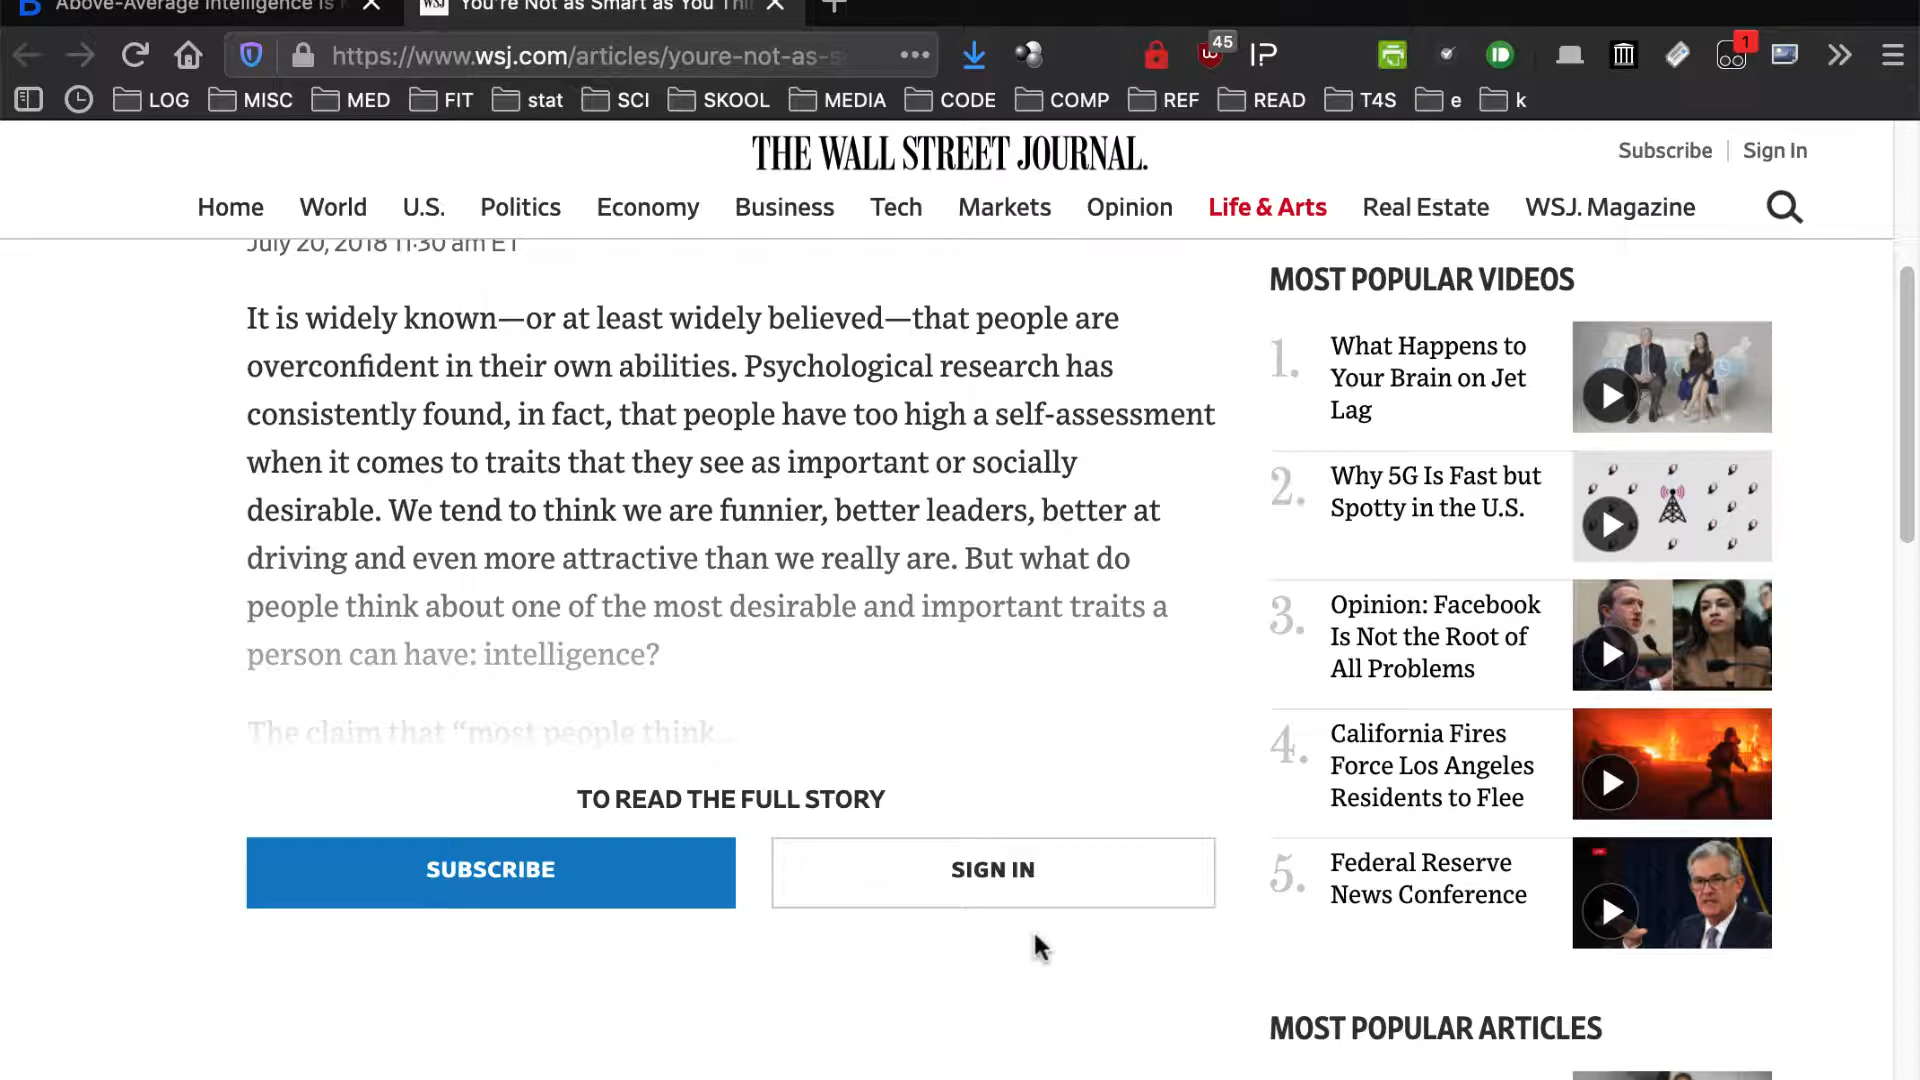 Above-Average Intelligence Is
WSJ You're Not as Smart as You Thi
https://www.wsj.com/articles/youre-not-as-s
45
1
LOG MISC MED FIT stat SCI SKOOL MEDIA CODE COMP REF READ T4S e k
THE WALL STREET JOURNAL.
Subscribe | Sign In
Home World U.S. Politics Economy Business Tech Markets Opinion Life & Arts Real Estate WSJ. Magazine
July 20, 2018 11:30 am ET
It is widely known—or at least widely believed—that people are
overconfident in their own abilities. Psychological research has
consistently found, in fact, that people have too high a self-assessment
when it comes to traits that they see as important or socially
desirable. We tend to think we are funnier, better leaders, better at
driving and even more attractive than we really are. But what do
people think about one of the most desirable and important traits a
person can have: intelligence?
The claim that “most people think...
TO READ THE FULL STORY
SUBSCRIBE
SIGN IN
MOST POPULAR VIDEOS
1.
What Happens to
Your Brain on Jet
Lag
2.
Why 5G Is Fast but
Spotty in the U.S.
3.
Opinion: Facebook
Is Not the Root of
All Problems
4.
California Fires
Force Los Angeles
Residents to Flee
5.
Federal Reserve
News Conference
MOST POPULAR ARTICLES